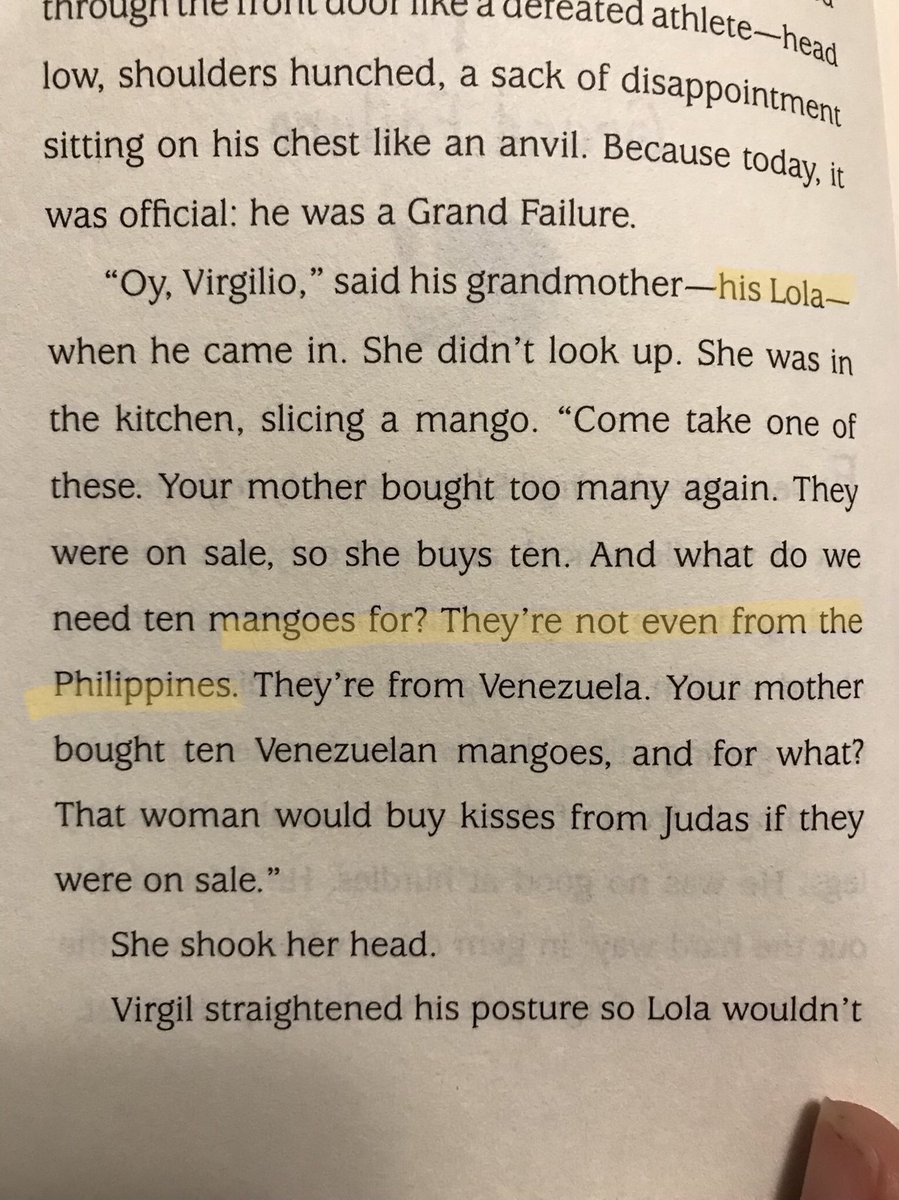 through the front door like a defeated athlete—head
low, shoulders hunched, a sack of disappointment
sitting on his chest like an anvil. Because today, it
was official: he was a Grand Failure.
“Oy, Virgilio,” said his grandmother—his Lola—
when he came in. She didn’t look up. She was in
the kitchen, slicing a mango. “Come take one of
these. Your mother bought too many again. They
were on sale, so she buys ten. And what do we
need ten mangoes for? They’re not even from the
Philippines. They’re from Venezuela. Your mother
bought ten Venezuelan mangoes, and for what?
That woman would buy kisses from Judas if they
were on sale.”
She shook her head.
Virgil straightened his posture so Lola wouldn’t